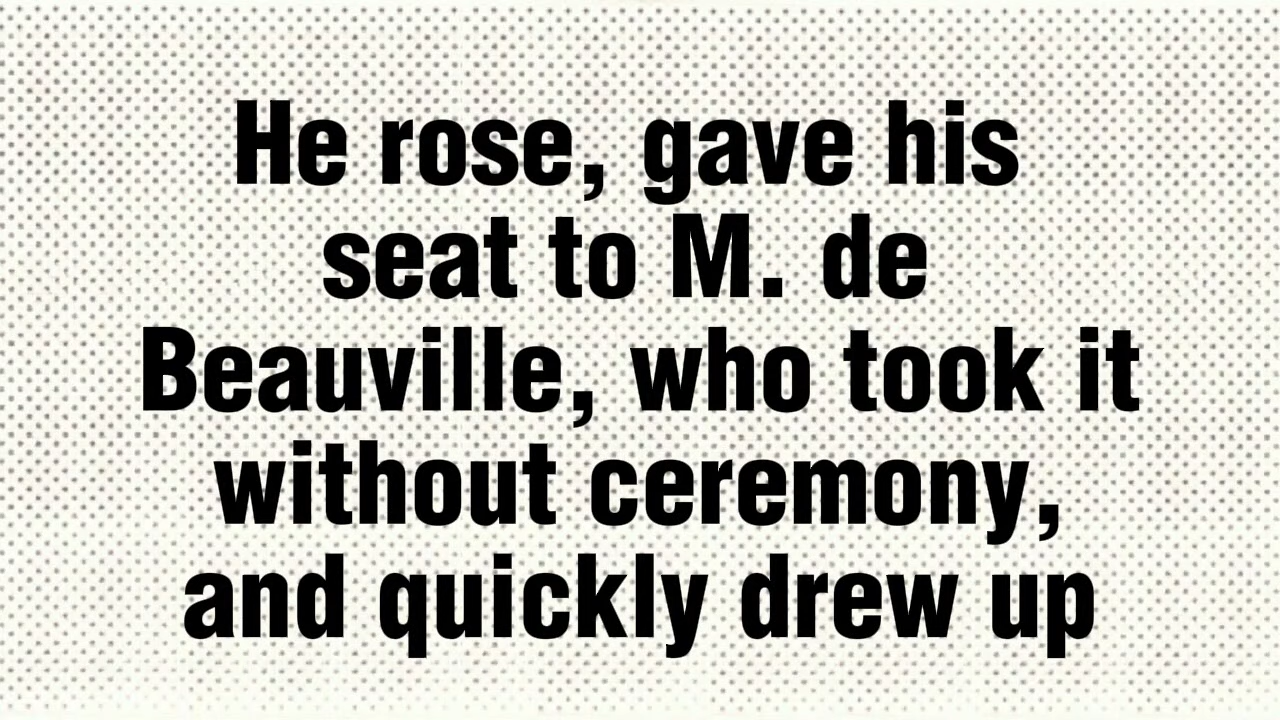 He rose, gave his
seat to M. de
Beauville, who took it
without ceremony,
and quickly drew up